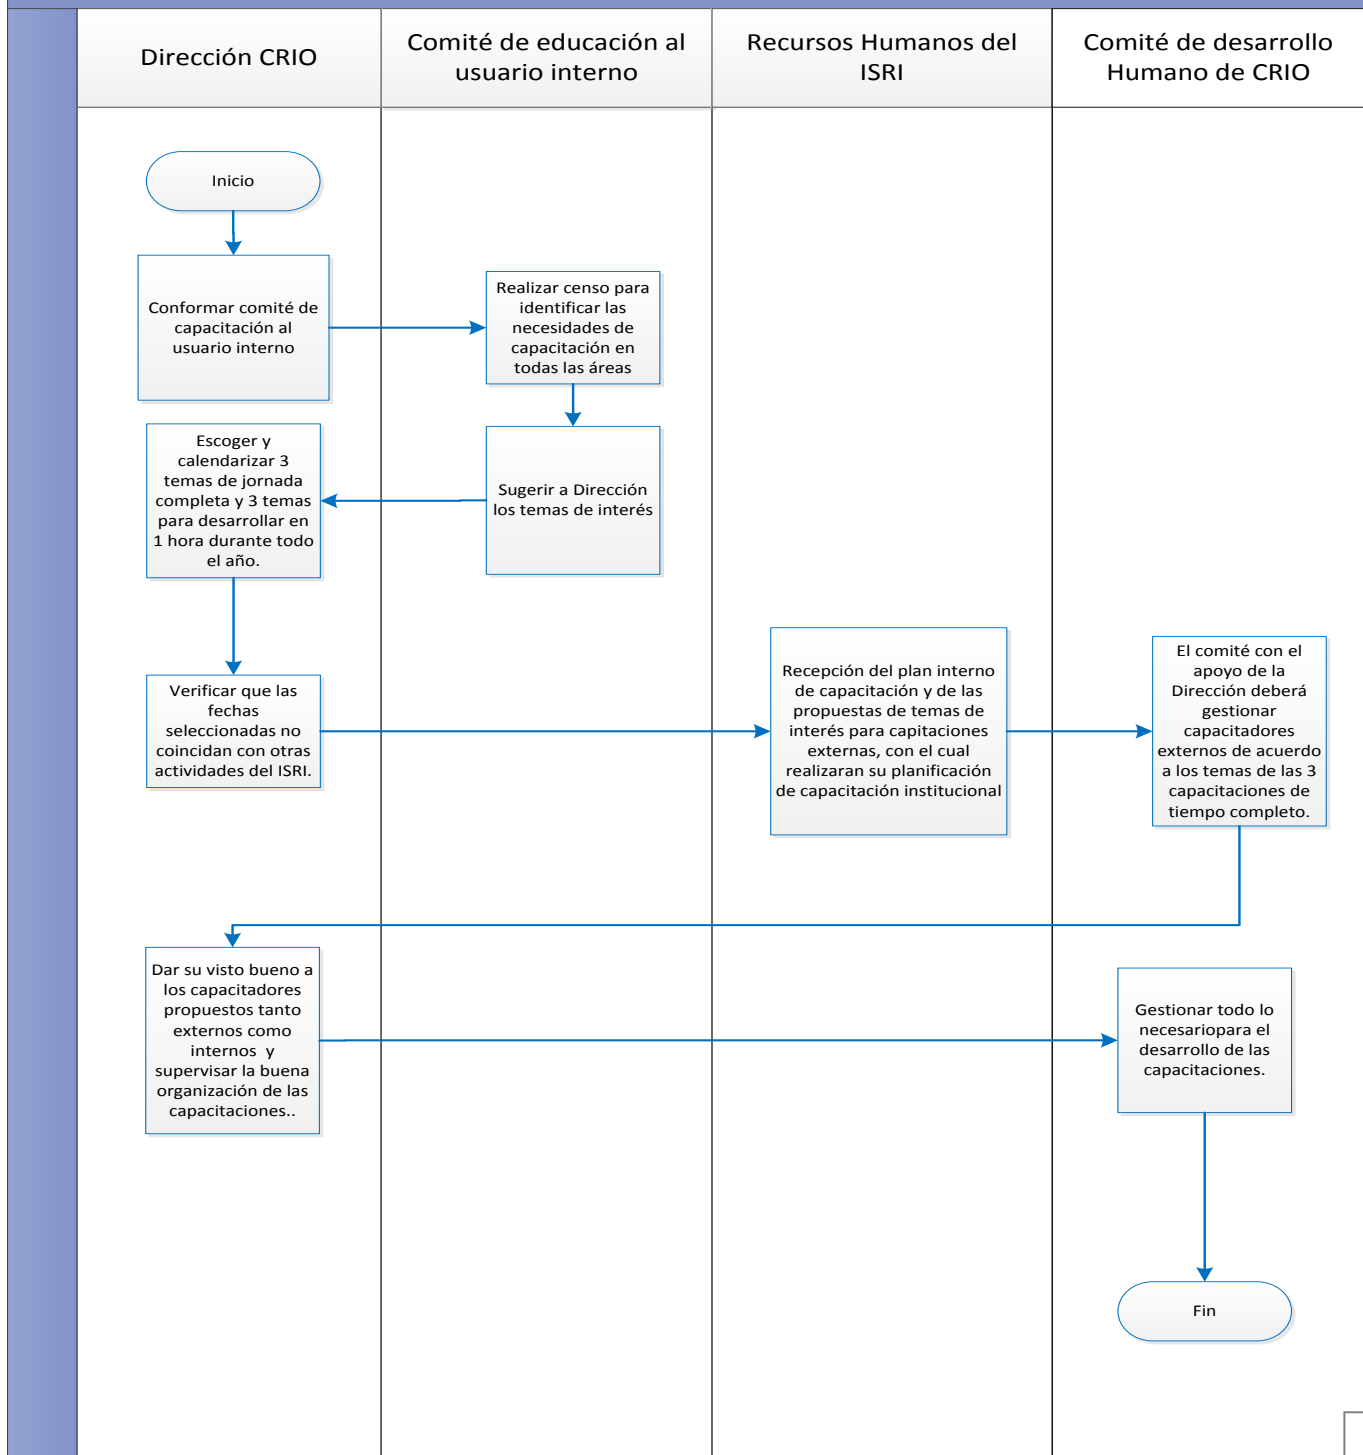 Dirección CRIO
Comité de educación al
usuario interno
Recursos Humanos del
ISRI
Comité de desarrollo
Humano de CRIO
Inicio
Conformar comité de
capacitación al
usuario interno
Realizar censo para
identificar las
necesidades de
capacitación en
todas las áreas
Sugerir a Dirección
los temas de interés
Escoger y
calendarizar 3
temas de jornada
completa y 3 temas
para desarrollar en
1 hora durante todo
el año.
Verificar que las
fechas
seleccionadas no
coincidan con otras
actividades del ISRI.
Recepción del plan interno
de capacitación y de las
propuestas de temas de
interés para capitaciones
externas, con el cual
realizaran su planificación
de capacitación institucional
El comité con el
apoyo de la
Dirección deberá
gestionar
capacitadores
externos de acuerdo
a los temas de las 3
capacitaciones de
tiempo completo.
Dar su visto bueno a
los capacitadores
propuestos tanto
externos como
internos  y
supervisar la buena
organización de las
capacitaciones..
Gestionar todo lo
necesariopara el
desarrollo de las
capacitaciones.
Fin